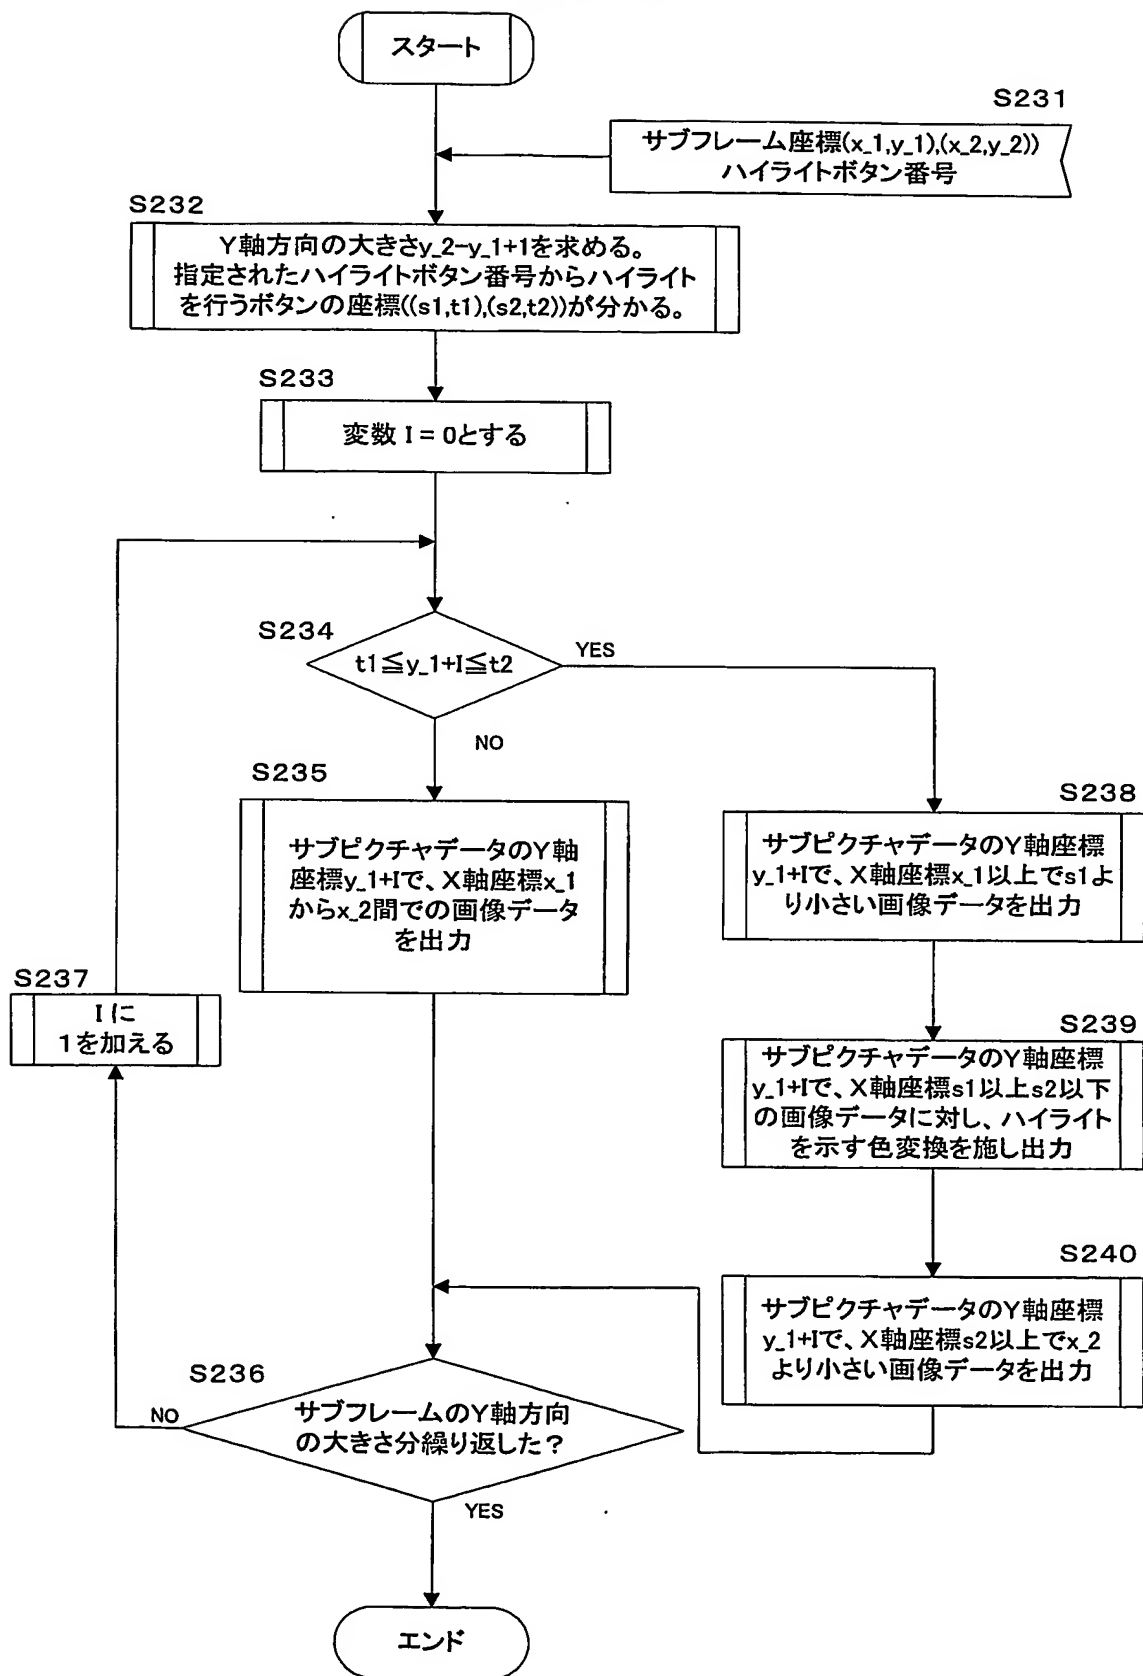 スタート
S231
サブフレーム座標(x_1,y_1),(x_2,y_2))
ハイライトボタン番号
S232
Y軸方向の大きさy_2-y_1+1を求める。
指定されたハイライトボタン番号からハイライト
を行うボタンの座標((s1,t1),(s2,t2))が分かる。
S233
変数 I = 0とする
S234
t1≦y_1+I≦t2
YES
NO
S235
サブピクチャデータのY軸
座標y_1+Iで、X軸座標x_1
からx_2間での画像データ
を出力
S238
サブピクチャデータのY軸座標
y_1+Iで、X軸座標x_1以上でs1よ
り小さい画像データを出力
S237
Iに
1を加える
S239
サブピクチャデータのY軸座標
y_1+Iで、X軸座標s1以上s2以下
の画像データに対し、ハイライト
を示す色変換を施し出力
S240
サブピクチャデータのY軸座標
y_1+Iで、X軸座標s2以上でx_2
より小さい画像データを出力
S236
サブフレームのY軸方向
の大きさ分繰り返した？
NO
YES
エンド